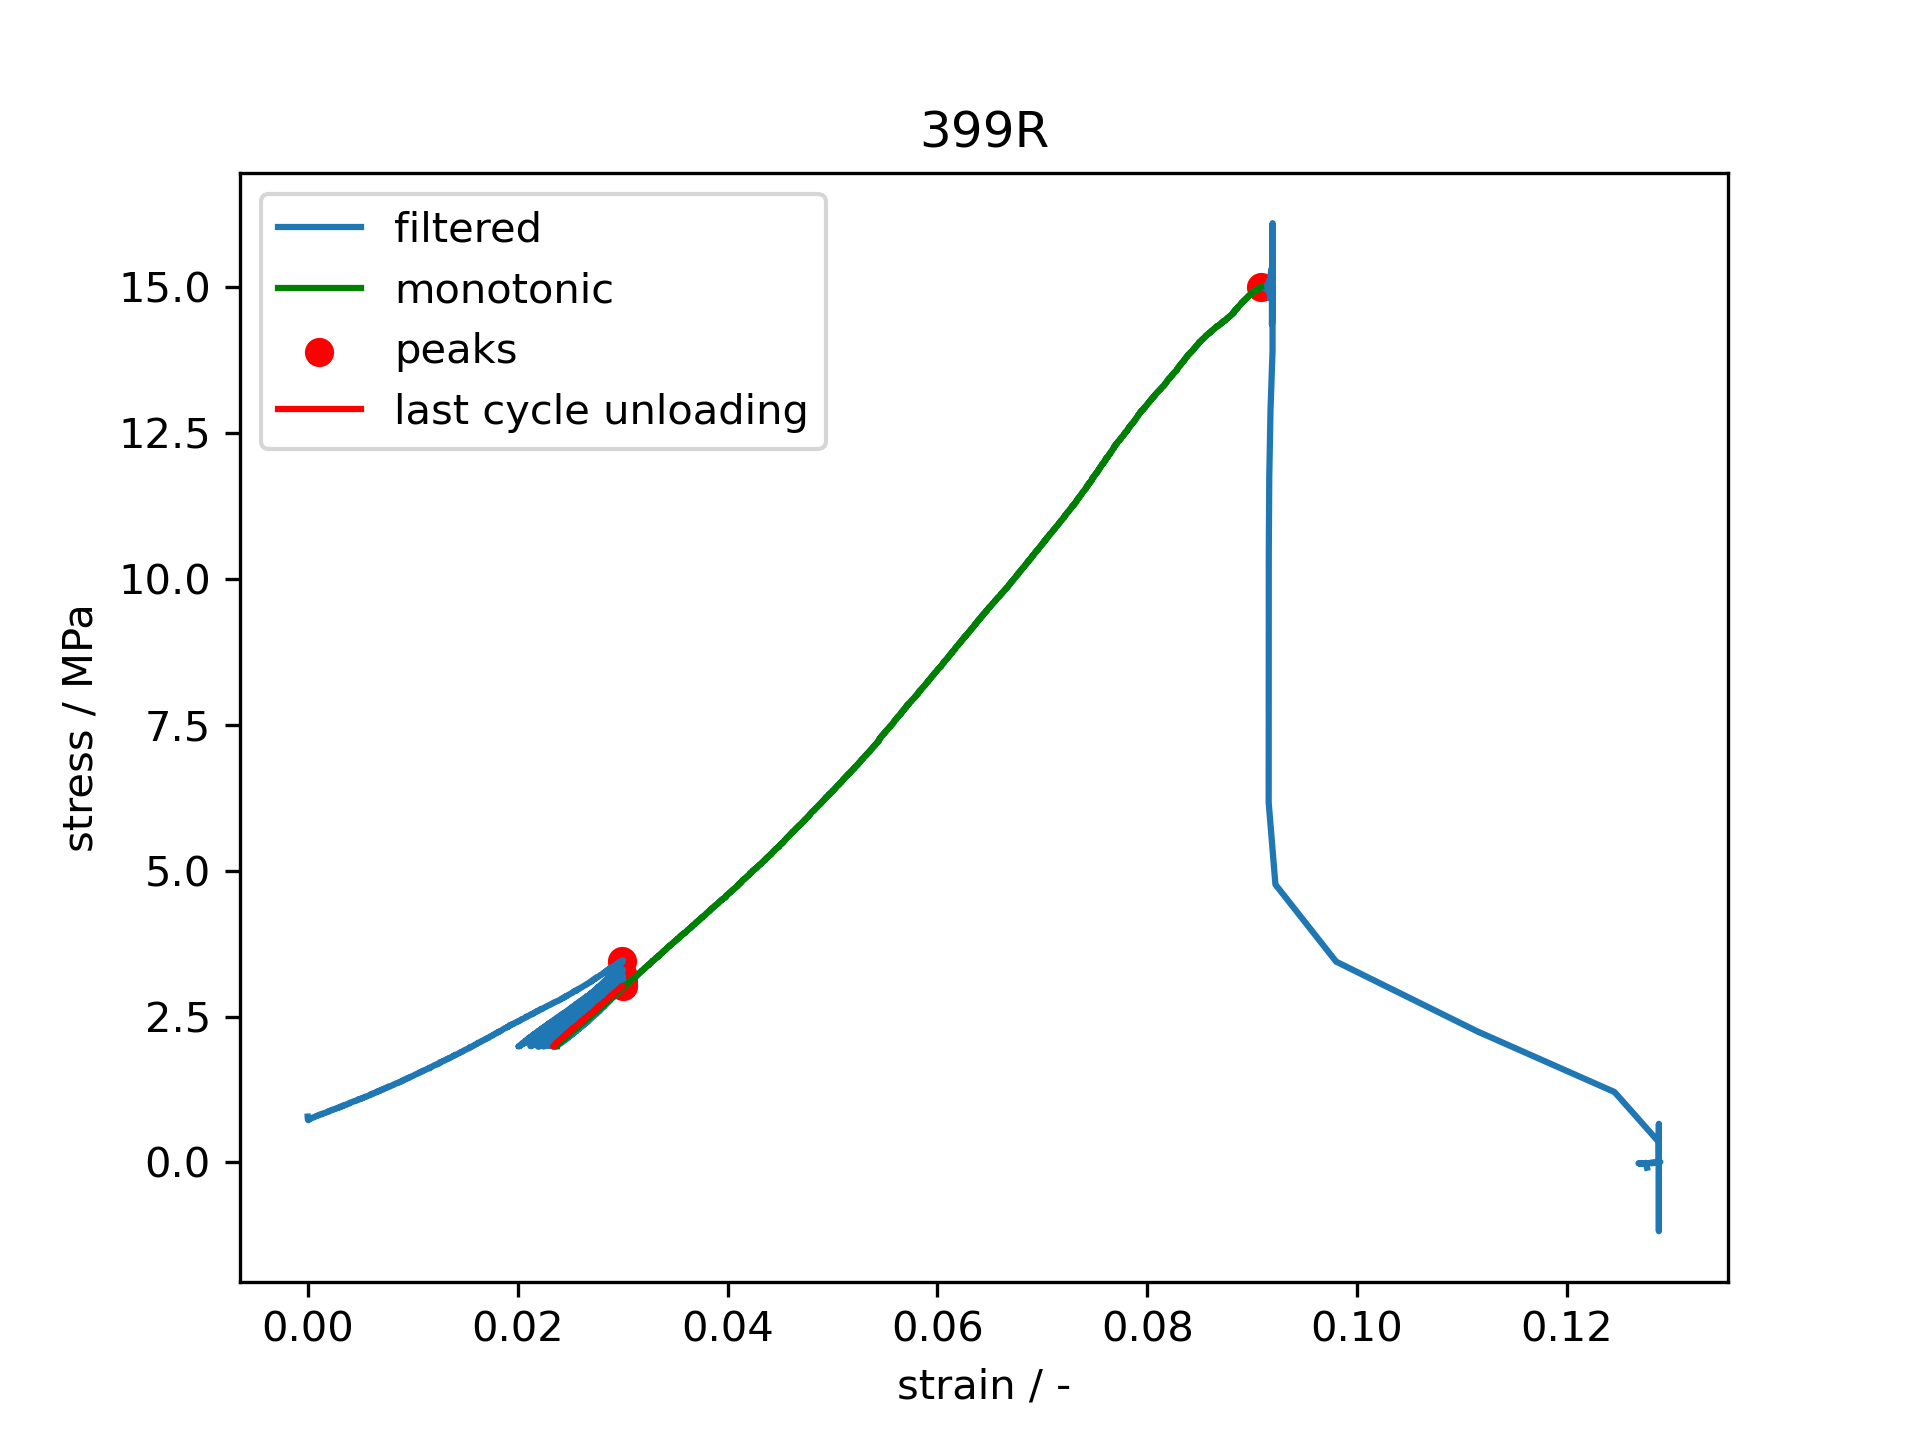 399R
filtered
monotonic
peaks
last cycle unloading
15.0
12.5
10.0
7.5
5.0
2.5
0.0
stress / MPa
0.00 0.02 0.04 0.06 0.08 0.10 0.12
strain / -